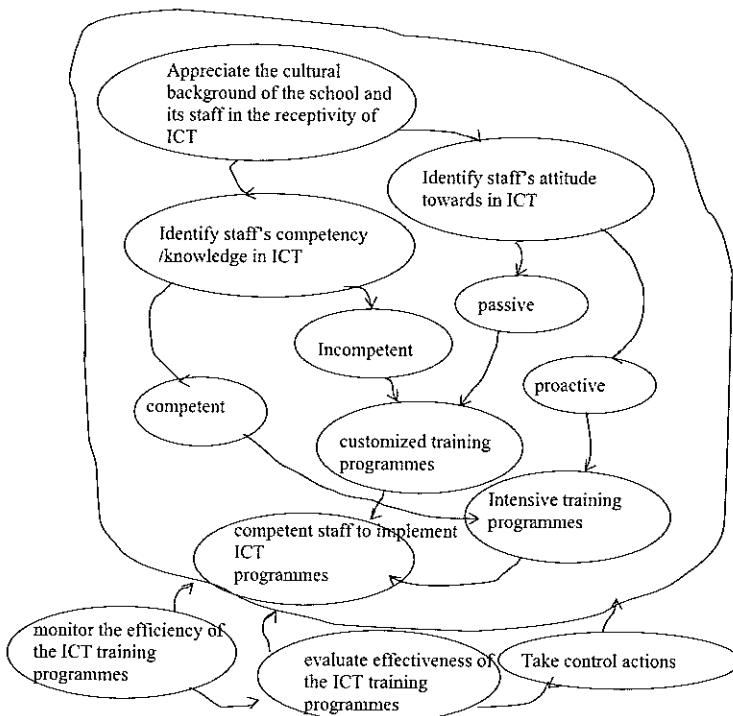 Appreciate the cultural
background of the school and
its staff in the receptivity of
ICT
Identify staff's attitude
towards in ICT
Identify staff's competency
/knowledge in ICT
passive
Incompetent
proactive
competent
customized training
programmes
Intensive training
programmes
competent staff to implement
ICT
programmes
monitor the efficiency of
the ICT training
programmes
evaluate effectiveness of
the ICT training
programmes
Take control actions